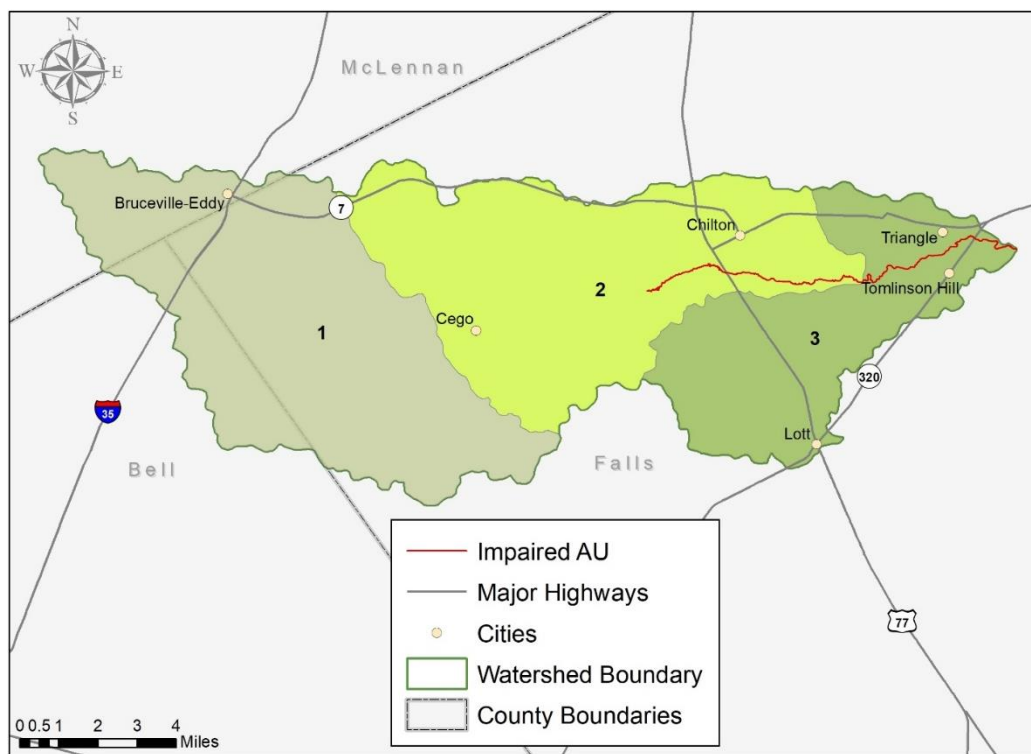 N
W E
S
McLennan
Bruceville-Eddy
7
Chilton
Triangle
Tomlinson Hill
2
Cego
1
3
320
35
Lott
Bell
Falls
77
Impaired AU
Major Highways
Cities
Watershed Boundary
County Boundaries
0 0.5 1 2 3 4
Miles